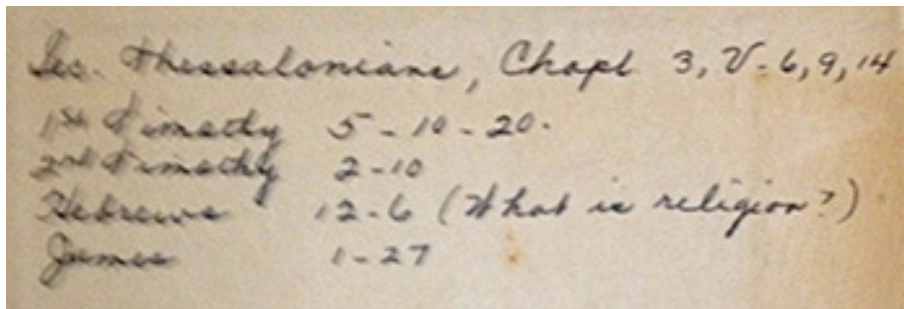 Sec. Thessalonians, Chapt 3, V-6,9,14
1st Timothy 5-10-20.
2nd Timothy 2-10
Hebrews 12-6 (What is religion?)
James 1-27